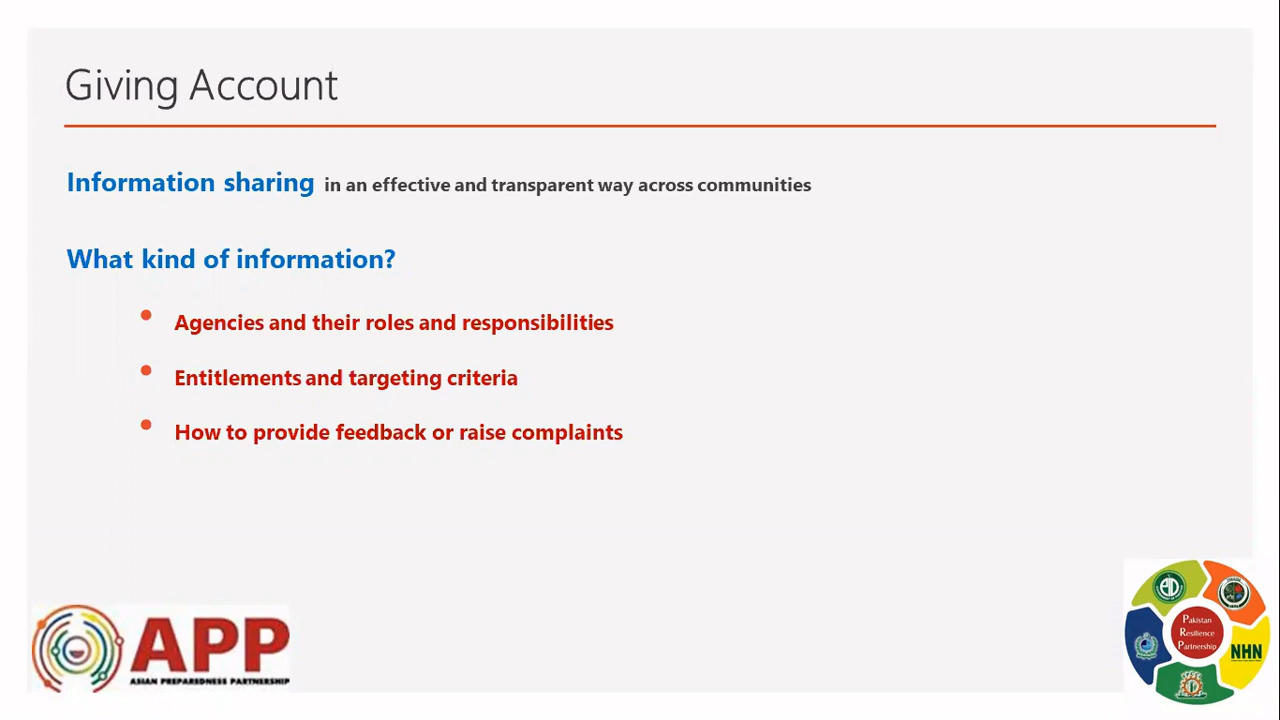 Giving Account
Information sharing in an effective and transparent way across communities
What kind of information?
• Agencies and their roles and responsibilities
• Entitlements and targeting criteria
• How to provide feedback or raise complaints
APP
ASIAN PREPAREDNESS PARTNERSHIP
Pakistan
Resilience
Partnership
NHN